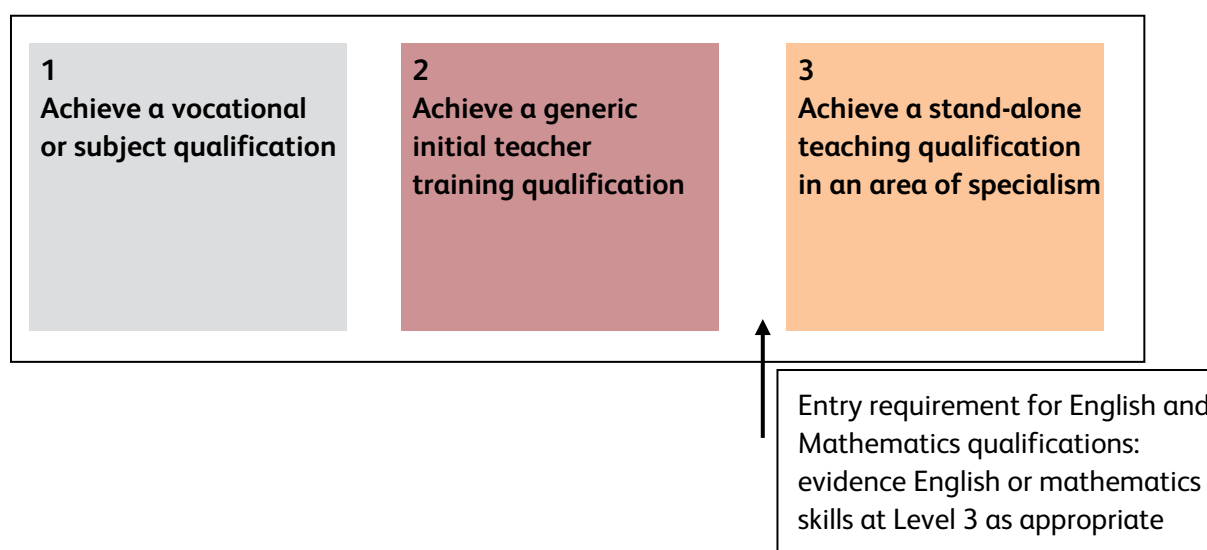 1
Achieve a vocational
or subject qualification
2
Achieve a generic
initial teacher
training qualification
3
Achieve a stand-alone
teaching qualification
in an area of specialism
Entry requirement for English and
Mathematics qualifications:
evidence English or mathematics
skills at Level 3 as appropriate